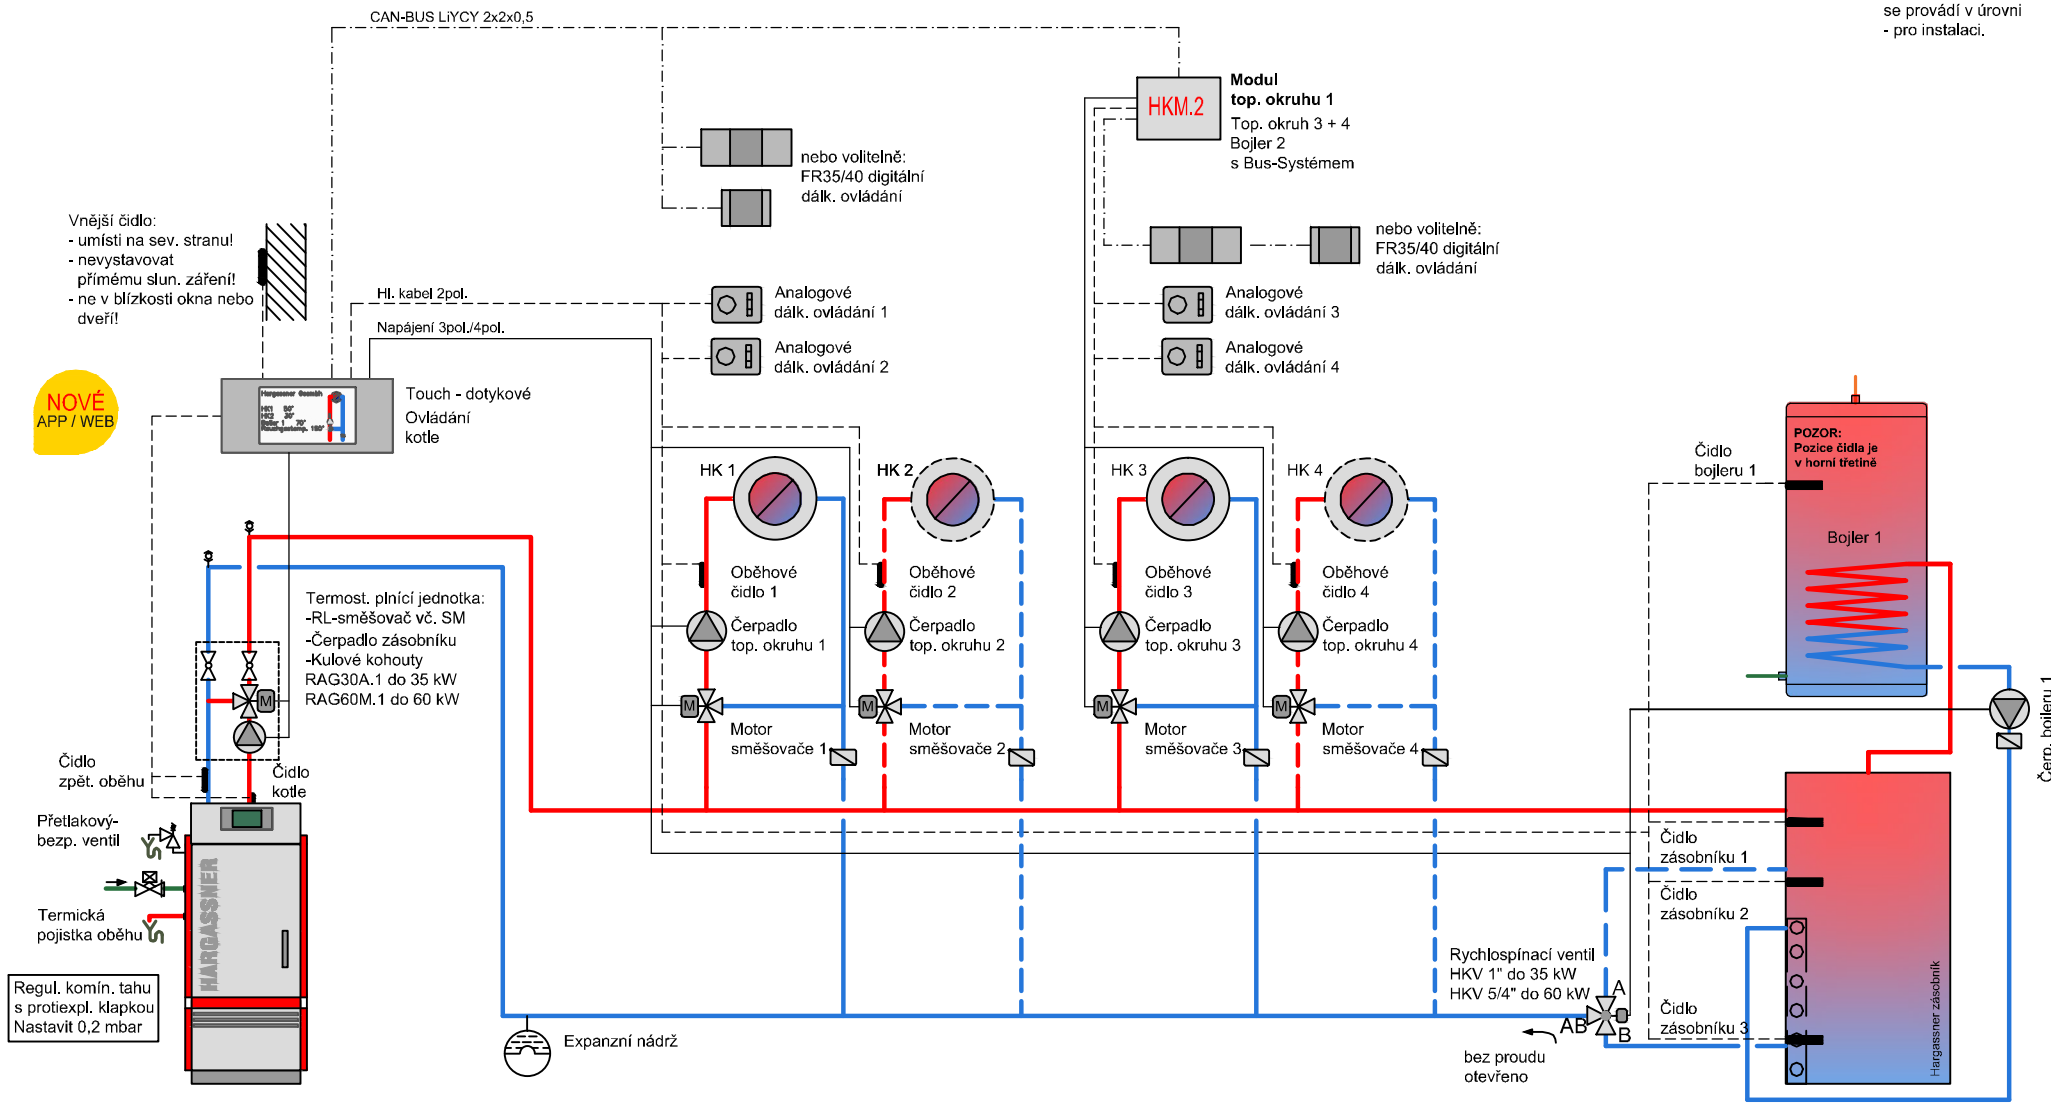 se provádí v úrovni
- pro instalaci.
CAN-BUS LiYCY 2x2x0,5
HKM.2
Modul
top. okruhu 1
Top. okruh 3 + 4
Bojler 2
s Bus-Systémem
nebo volitelně:
FR35/40 digitální
dálk. ovládání
Vnější čidlo:
- umísti na sev. stranu!
- nevystavovat
přímému slun. záření!
- ne v blízkosti okna nebo
dveří!
nebo volitelně:
FR35/40 digitální
dálk. ovládání
Hl. kabel 2pol.
Napájení 3pol./4pol.
Analogové
dálk. ovládání 1
Analogové
dálk. ovládání 2
Analogové
dálk. ovládání 3
Analogové
dálk. ovládání 4
NOVÉ
APP / WEB
HK1 80°
HK2 30°
Boiler 1 70°
Touch - dotykové
Ovládání
kotle
HK 1
HK 2
HK 3
HK 4
Čidlo
bojleru 1
POZOR:
Pozice čidla je
v horní třetině
Bojler 1
Termost. plnící jednotka:
-RL-směšovač vč. SM
-Čerpadlo zásobníku
-Kulové kohouty
RAG30A.1 do 35 kW
RAG60M.1 do 60 kW
Oběhové
čidlo 1
Oběhové
čidlo 2
Oběhové
čidlo 3
Oběhové
čidlo 4
Čerpadlo
top. okruhu 1
Čerpadlo
top. okruhu 2
Čerpadlo
top. okruhu 3
Čerpadlo
top. okruhu 4
M
M
M
M
M
Motor
směšovače 1
Motor
směšovače 2
Motor
směšovače 3
Motor
směšovače 4
Čerp. bojleru 1
Čidlo
zpět. oběhu
Čidlo
kotle
Přetlakový-
bezp. ventil
Termická
pojistka oběhu
HARGASSNER
Regul. komín. tahu
s protiexpl. klapkou
Nastavit 0,2 mbar
Expanzní nádrž
Čidlo
zásobníku 1
Čidlo
zásobníku 2
Rychlospínací ventil
HKV 1" do 35 kW
HKV 5/4" do 60 kW
A
AB
B
Čidlo
zásobníku 3
bez proudu
otevřeno
Hargassner zásobník